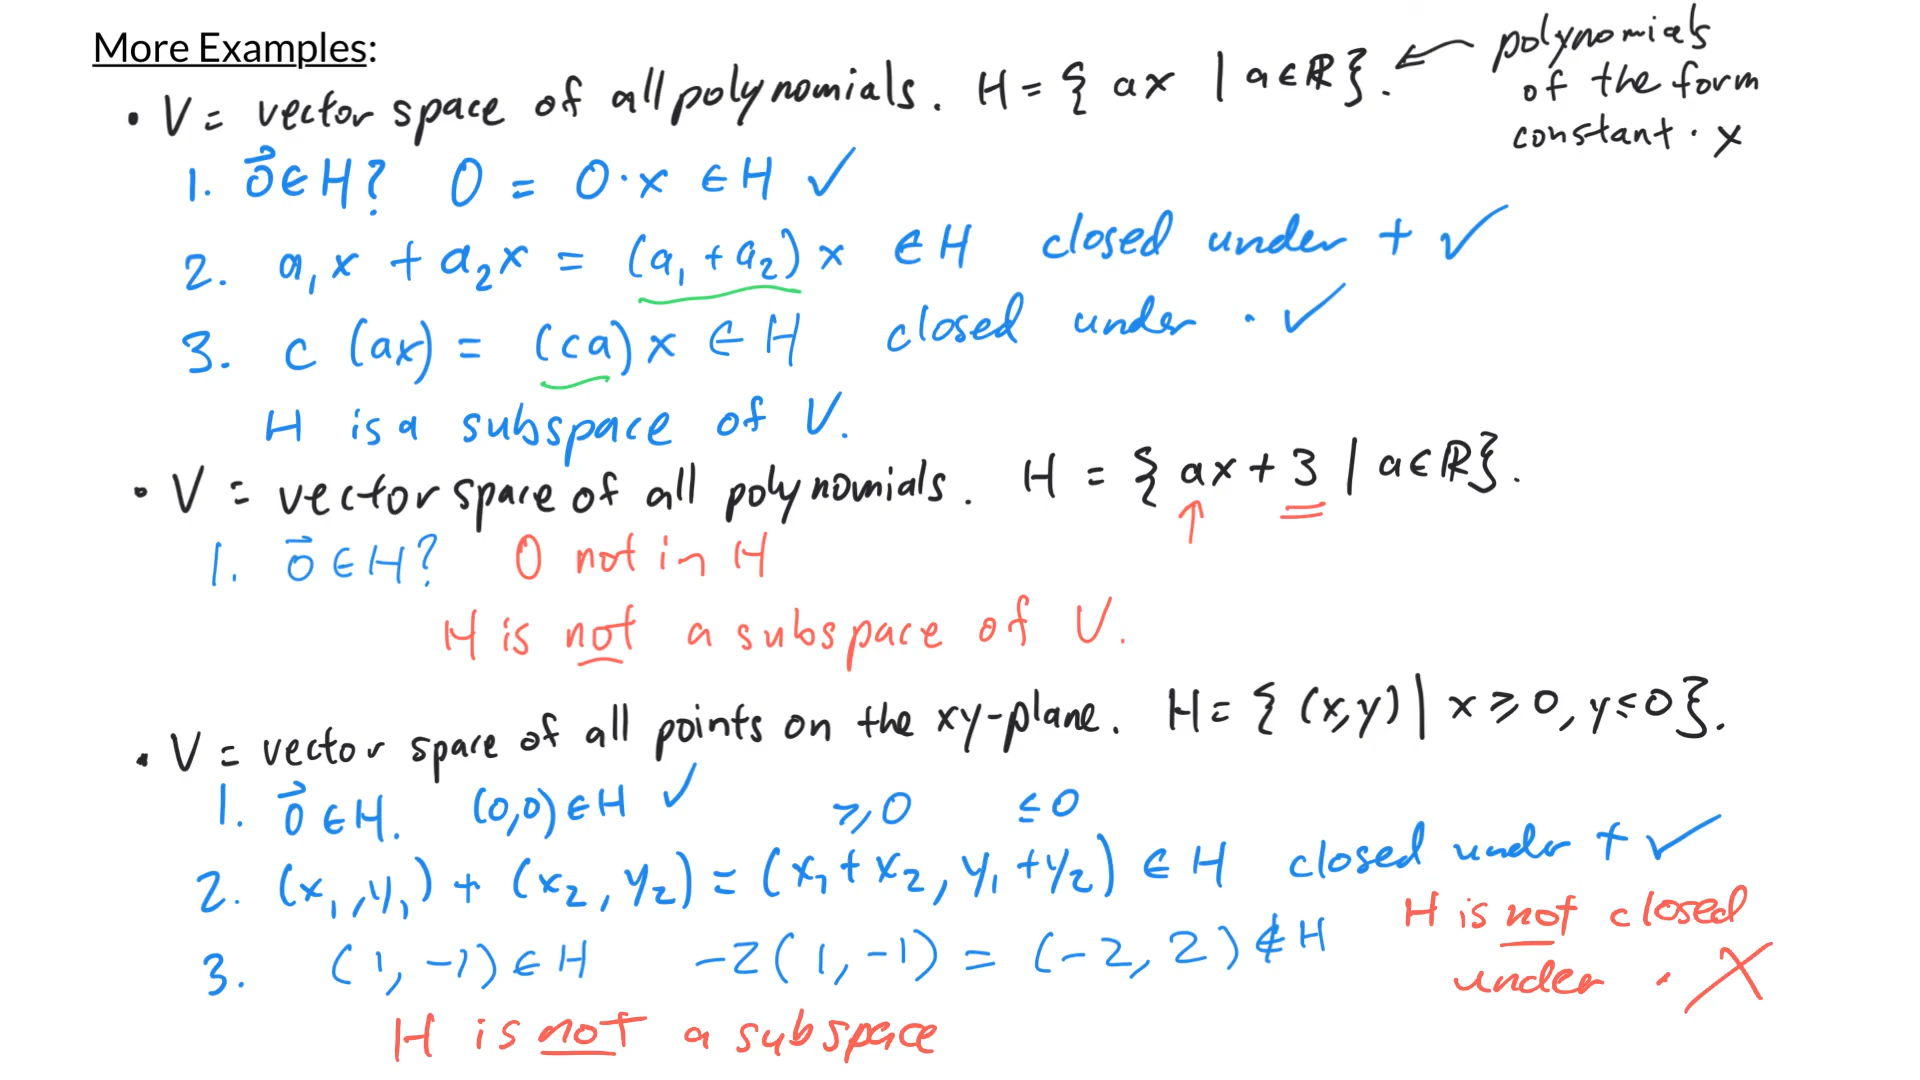 More Examples:
• V = vector space of all polynomials. H = { ax | a ∈ ℝ }. ← polynomials of the form constant · x
1. 0⃗ ∈ H? 0 = 0·x ∈ H ✓
2. a₁x + a₂x = (a₁ + a₂) x ∈ H closed under + ✓
3. c (ax) = (ca) x ∈ H closed under · ✓
H is a subspace of V.
• V = vector space of all polynomials. H = { ax + 3 | a ∈ ℝ }.
↑
1. 0⃗ ∈ H? 0 not in H
H is not a subspace of V.
• V = vector space of all points on the xy-plane. H = { (x,y) | x ⩾ 0, y ≤ 0 }.
1. 0⃗ ∈ H. (0,0) ∈ H ✓ ⩾ 0 ≤ 0
2. (x₁, y₁) + (x₂, y₂) = (x₁ + x₂, y₁ + y₂) ∈ H closed under + ✓
3. (1, -1) ∈ H -2(1, -1) = (-2, 2) ∉ H H is not closed under · ✗
H is not a subspace